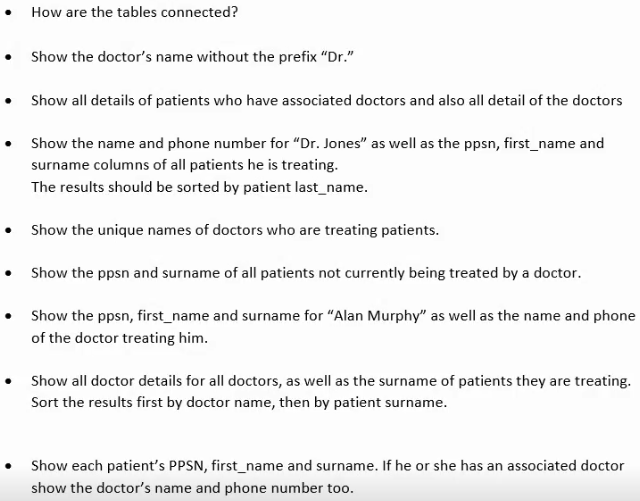 • How are the tables connected?
• Show the doctor’s name without the prefix “Dr.”
• Show all details of patients who have associated doctors and also all detail of the doctors
• Show the name and phone number for “Dr. Jones” as well as the ppsn, first_name and
surname columns of all patients he is treating.
The results should be sorted by patient last_name.
• Show the unique names of doctors who are treating patients.
• Show the ppsn and surname of all patients not currently being treated by a doctor.
• Show the ppsn, first_name and surname for “Alan Murphy” as well as the name and phone
of the doctor treating him.
• Show all doctor details for all doctors, as well as the surname of patients they are treating.
Sort the results first by doctor name, then by patient surname.
• Show each patient’s PPSN, first_name and surname. If he or she has an associated doctor
show the doctor’s name and phone number too.